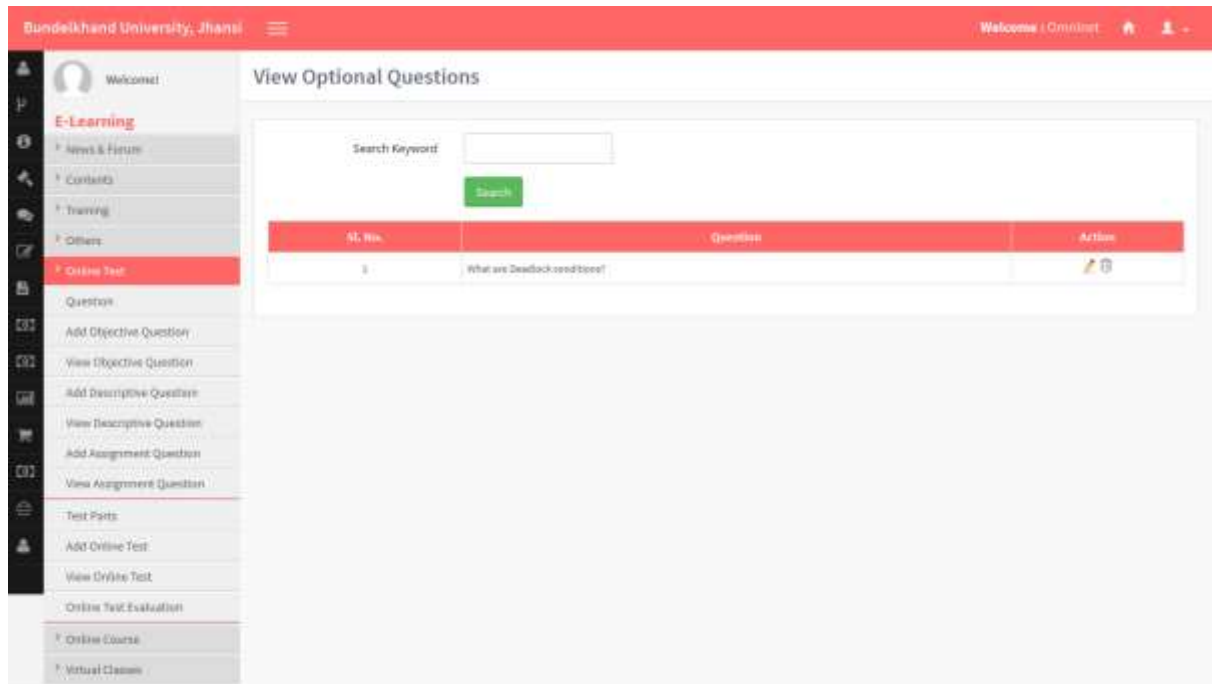 Bundelkhand University, Jhansi
Welcome : Omninet
Welcome!
E-Learning
News & Forum
Contents
Training
Others
Online Test
Question
Add Objective Question
View Objective Question
Add Descriptive Question
View Descriptive Question
Add Assignment Question
View Assignment Question
Test Parts
Add Online Test
View Online Test
Online Test Evaluation
Online Course
Virtual Classes
View Optional Questions
Search Keyword
Search
Sl. No. Question Action
1 What are Deadlock conditions?